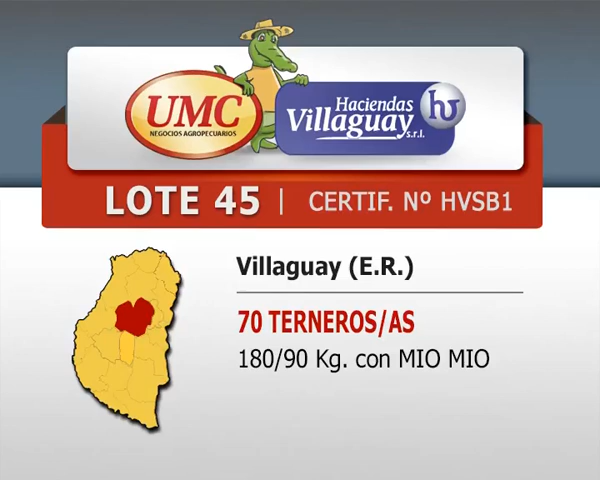 UMC
NEGOCIOS AGROPECUARIOS
Haciendas
Villaguay
s.r.l.
hv
LOTE 45 | CERTIF. Nº HVSB1
Villaguay (E.R.)
70 TERNEROS/AS
180/90 Kg. con MIO MIO